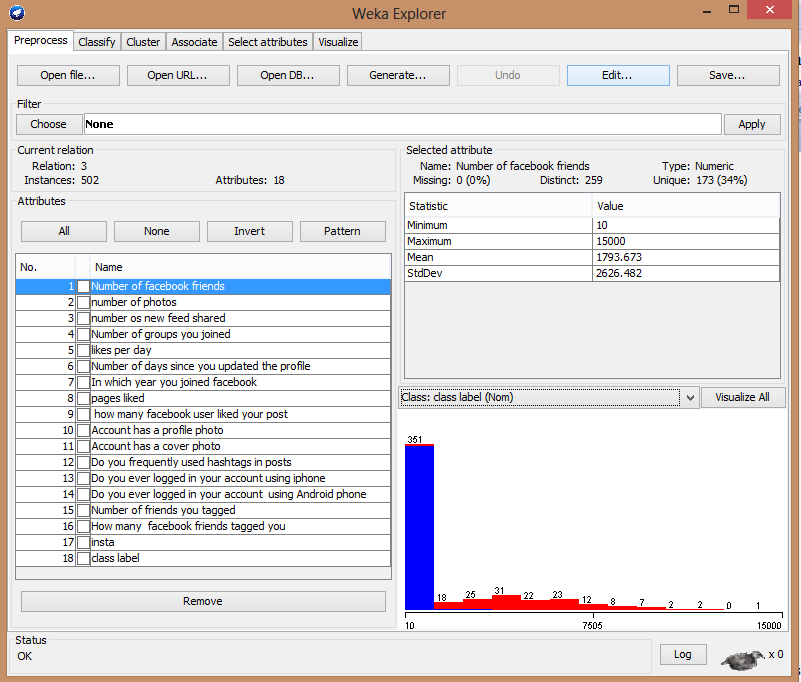 Weka Explorer
Preprocess Classify Cluster Associate Select attributes Visualize
Open file... Open URL... Open DB... Generate... Undo Edit... Save...
Filter
Choose None Apply
Current relation
Relation: 3
Instances: 502 Attributes: 18
Attributes
All None Invert Pattern
No. Name
1 Number of facebook friends
2 number of photos
3 number os new feed shared
4 Number of groups you joined
5 likes per day
6 Number of days since you updated the profile
7 In which year you joined facebook
8 pages liked
9 how many facebook user liked your post
10 Account has a profile photo
11 Account has a cover photo
12 Do you frequently used hashtags in posts
13 Do you ever logged in your account using iphone
14 Do you ever logged in your account using Android phone
15 Number of friends you tagged
16 How many facebook friends tagged you
17 insta
18 class label
Remove
Selected attribute
Name: Number of facebook friends Type: Numeric
Missing: 0 (0%) Distinct: 259 Unique: 173 (34%)
Statistic Value
Minimum 10
Maximum 15000
Mean 1793.673
StdDev 2626.482
Class: class label (Nom) Visualize All
351
18 25 31 22 23 12 8 7 2 2 0 1
10 7505 15000
Status
OK Log x 0